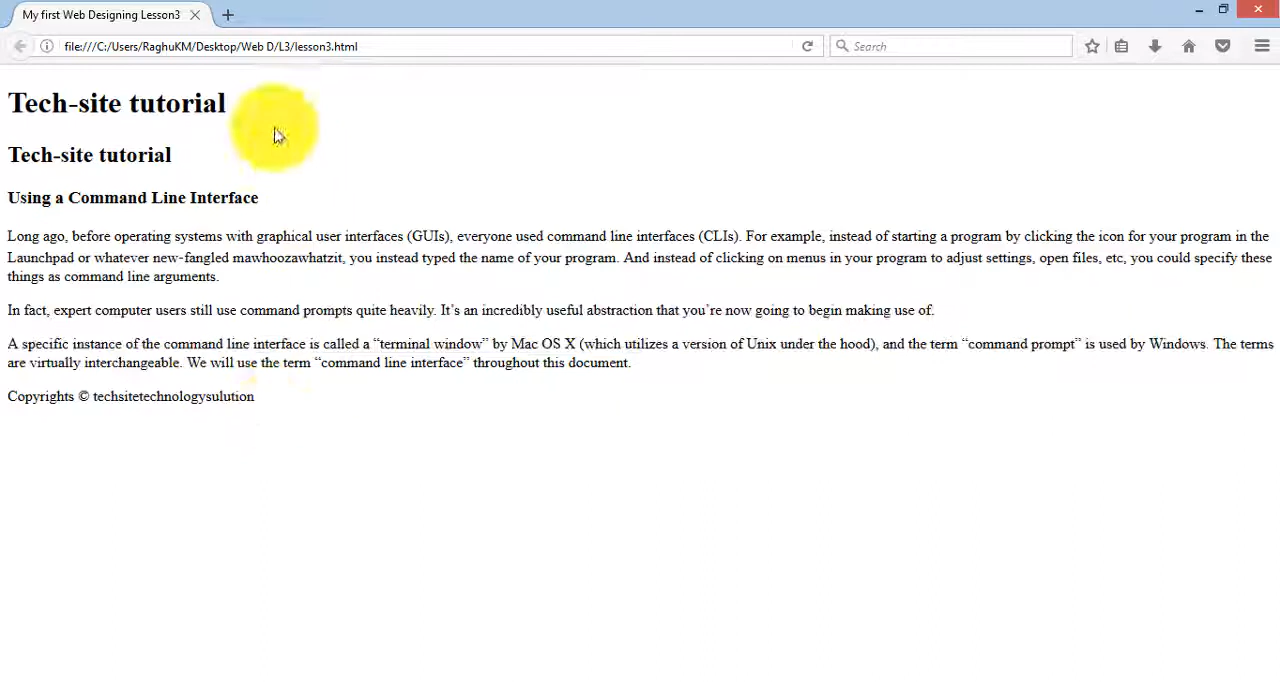 My first Web Designing Lesson3
file:///C:/Users/RaghuKM/Desktop/Web D/L3/lesson3.html
Search
Tech-site tutorial
Tech-site tutorial
Using a Command Line Interface
Long ago, before operating systems with graphical user interfaces (GUIs), everyone used command line interfaces (CLIs). For example, instead of starting a program by clicking the icon for your program in the
Launchpad or whatever new-fangled mawhoozawhatzit, you instead typed the name of your program. And instead of clicking on menus in your program to adjust settings, open files, etc, you could specify these
things as command line arguments.
In fact, expert computer users still use command prompts quite heavily. It’s an incredibly useful abstraction that you’re now going to begin making use of.
A specific instance of the command line interface is called a “terminal window” by Mac OS X (which utilizes a version of Unix under the hood), and the term “command prompt” is used by Windows. The terms
are virtually interchangeable. We will use the term “command line interface” throughout this document.
Copyrights © techsitetechnologysulution